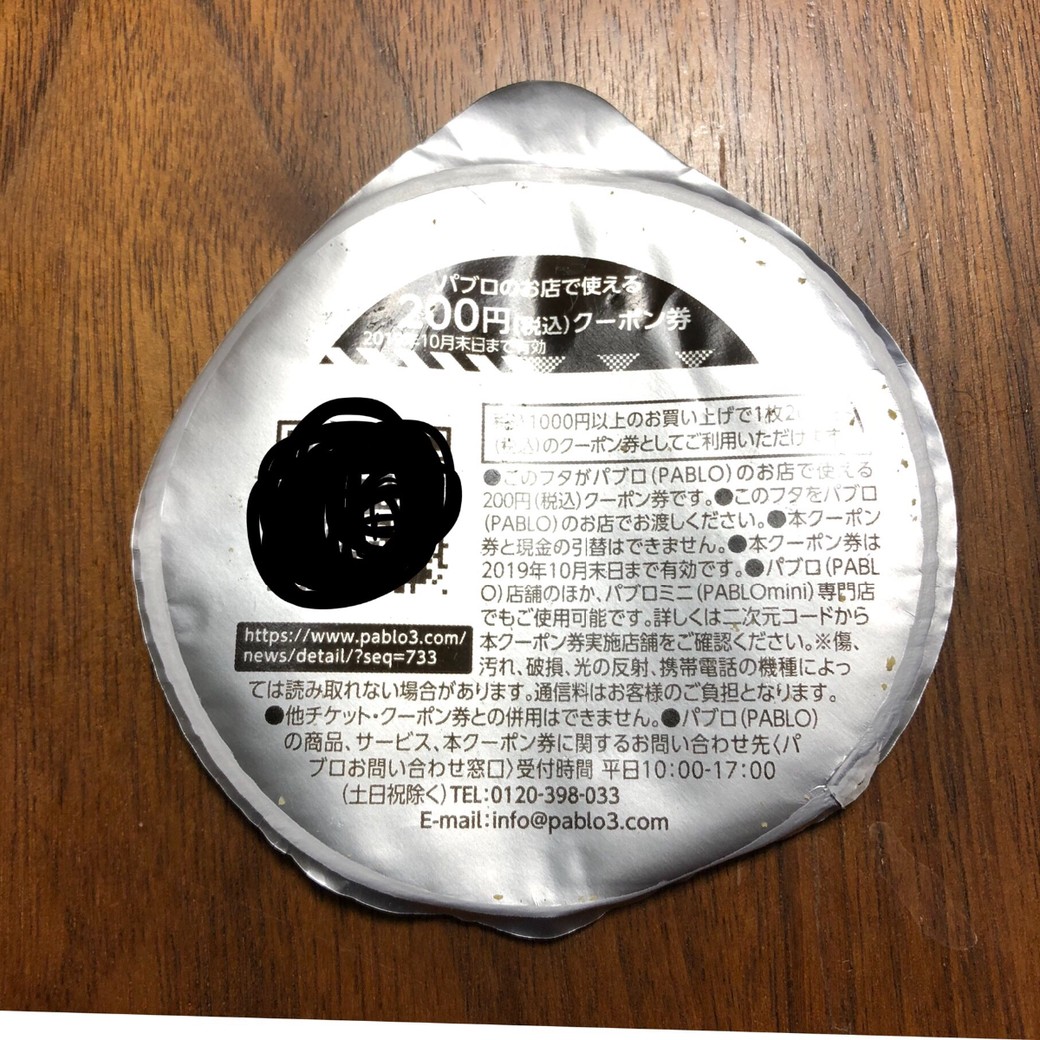 パブロのお店で使える
200円(税込)クーポン券
2019年10月末日まで有効
税込1000円以上のお買い上げで1枚2
(税込)のクーポン券としてご利用いただけ
●このフタがパブロ(PABLO)のお店で使える
200円(税込)クーポン券です。●このフタをパブロ
(PABLO)のお店でお渡しください。●本クーポン
券と現金の引替はできません。●本クーポン券は
2019年10月末日まで有効です。●パブロ(PABL
O)店舗のほか、パブロミニ(PABLOmini)専門店
でもご使用可能です。詳しくは二次元コードから
本クーポン券実施店舗をご確認ください。※傷、
汚れ、破損、光の反射、携帯電話の機種によっ
ては読み取れない場合があります。通信料はお客様のご負担となります。
●他チケット・クーポン券との併用はできません。●パブロ(PABLO)
の商品、サービス、本クーポン券に関するお問い合わせ先〈パ
ブロお問い合わせ窓口〉受付時間 平日10:00-17:00
(土日祝除く)TEL:0120-398-033
E-mail:info@pablo3.com
https://www.pablo3.com/
news/detail/?seq=733